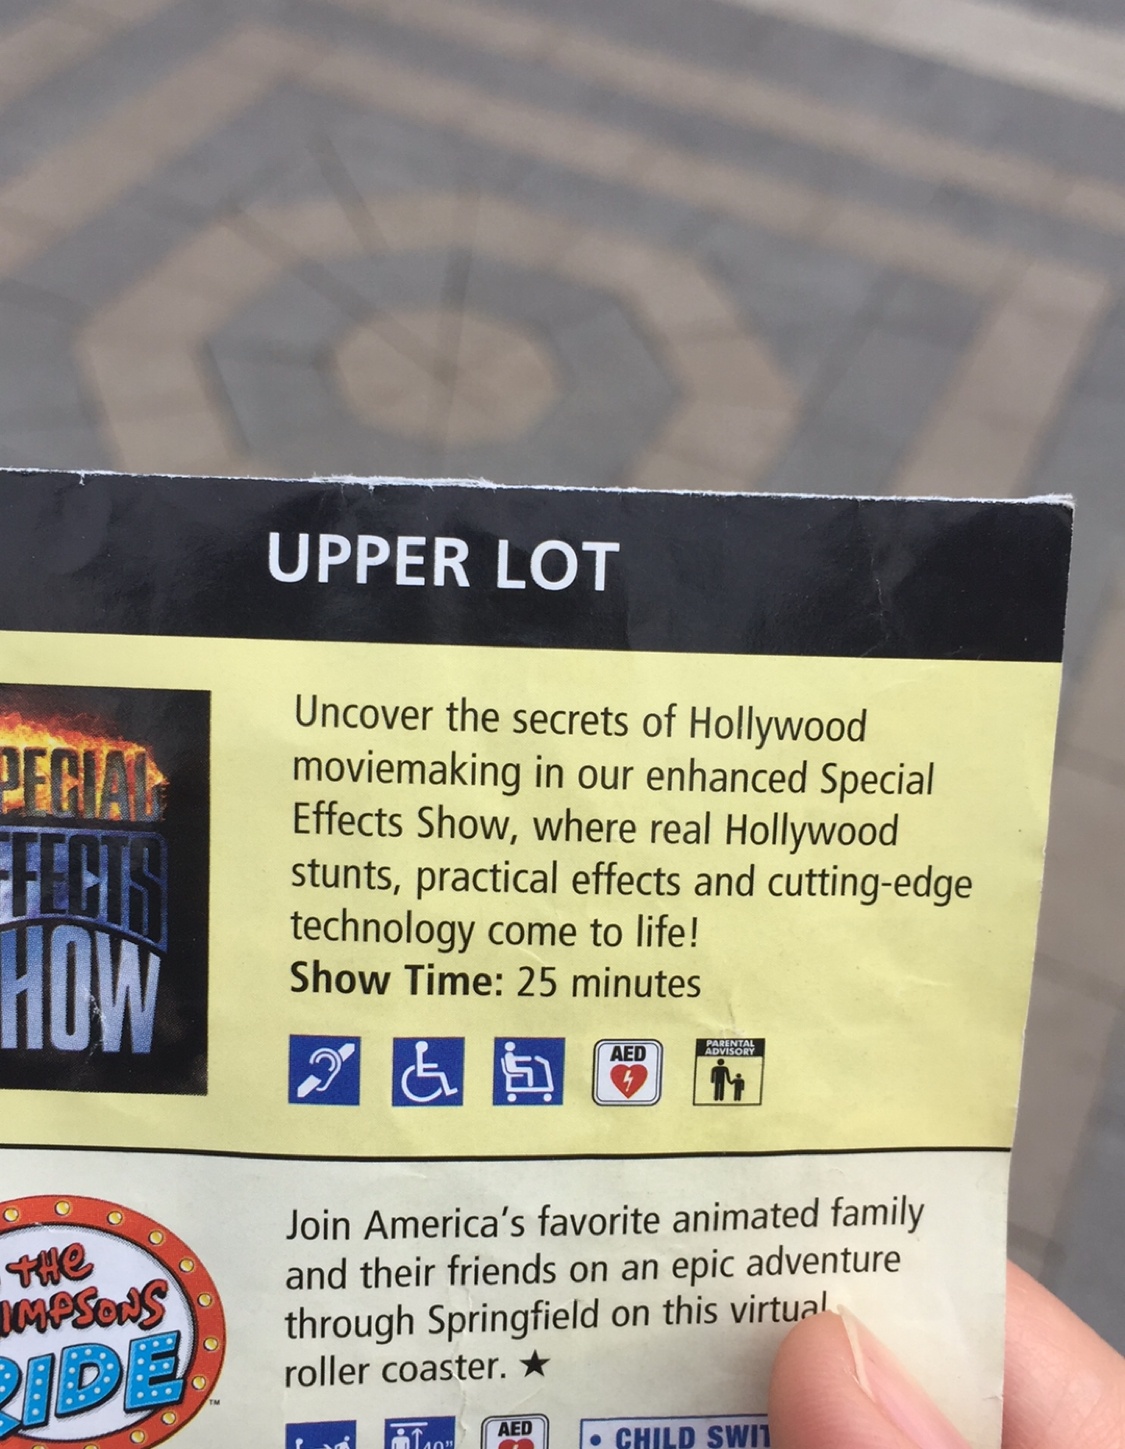 UPPER LOT
PECIAL
FFECTS
HOW
Uncover the secrets of Hollywood
moviemaking in our enhanced Special
Effects Show, where real Hollywood
stunts, practical effects and cutting-edge
technology come to life!
Show Time: 25 minutes
AED
PARENTAL
ADVISORY
THE
IMPSONS
RIDE
TM
Join America's favorite animated family
and their friends on an epic adventure
through Springfield on this virtual
roller coaster. ★
40"
AED
• CHILD SWIT